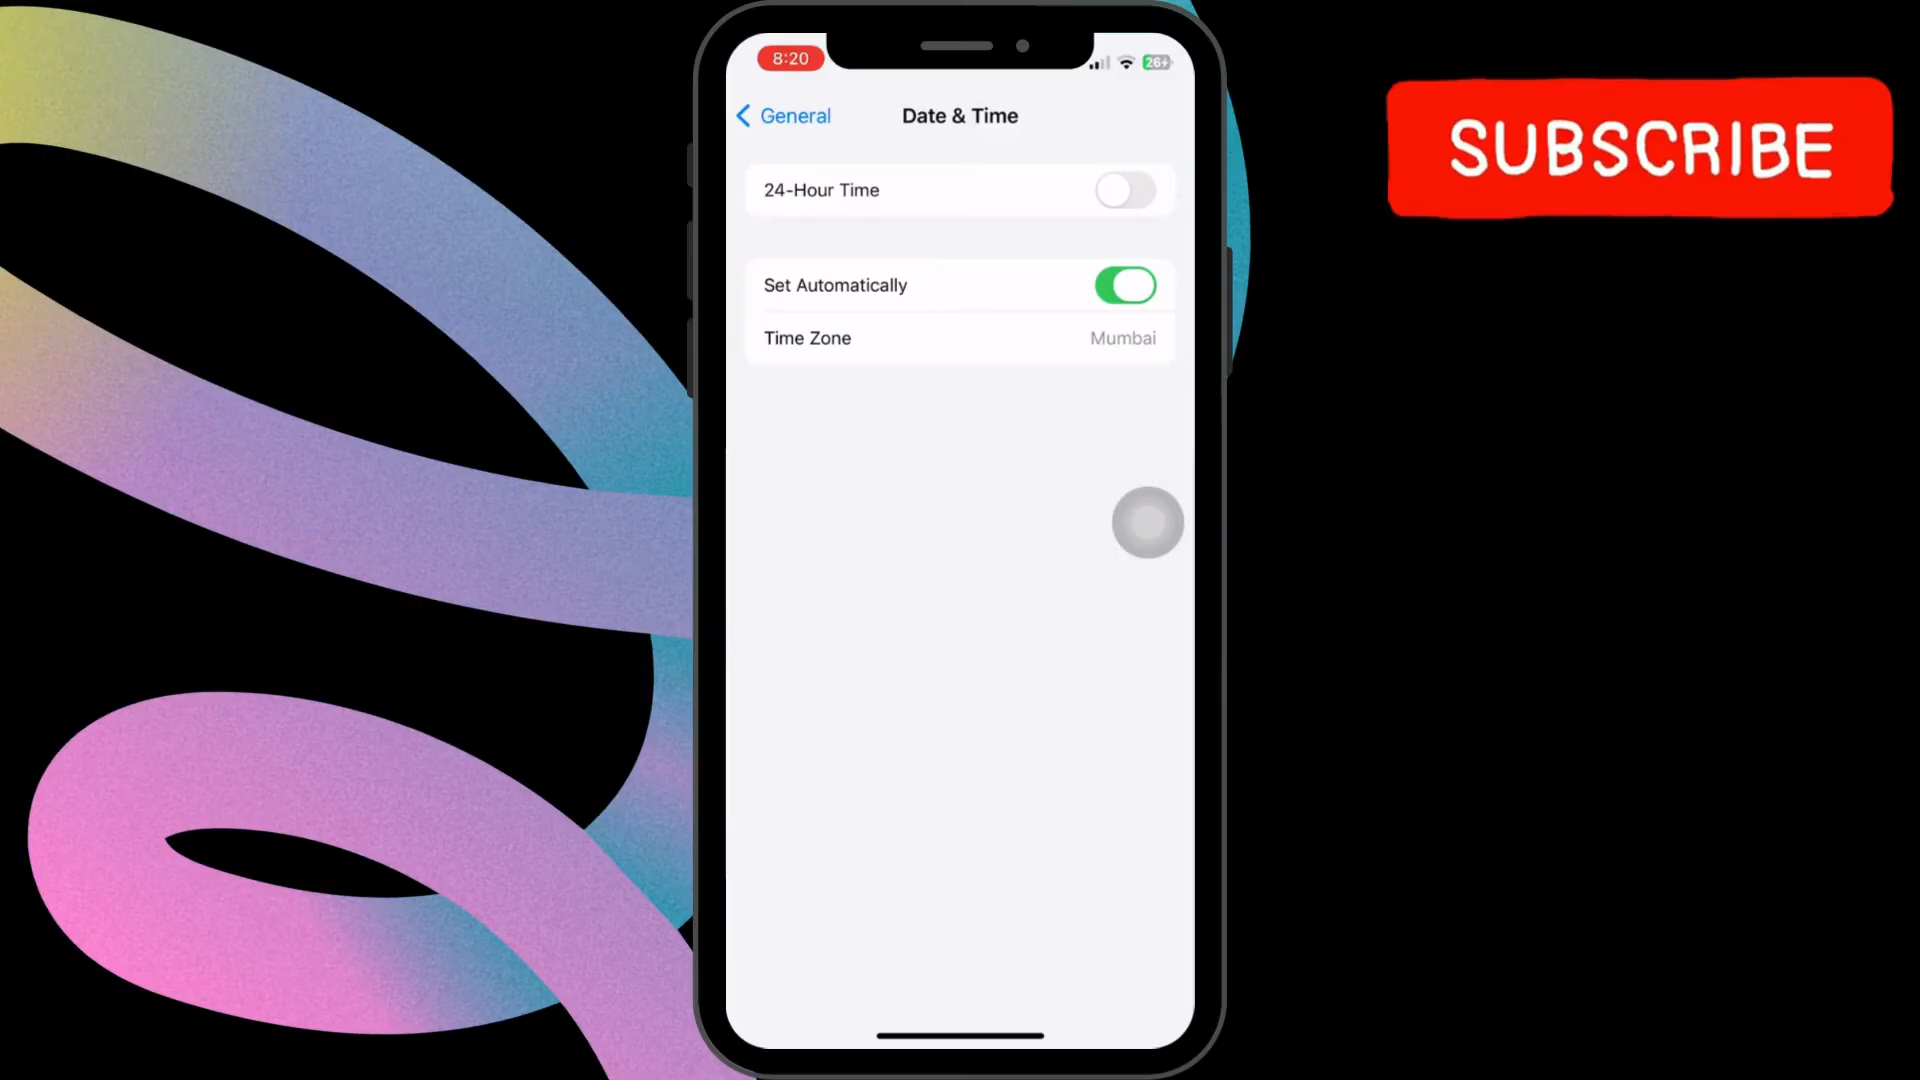 8:20
26
General
Date & Time
24-Hour Time
Set Automatically
Time Zone
Mumbai
SUBSCRIBE